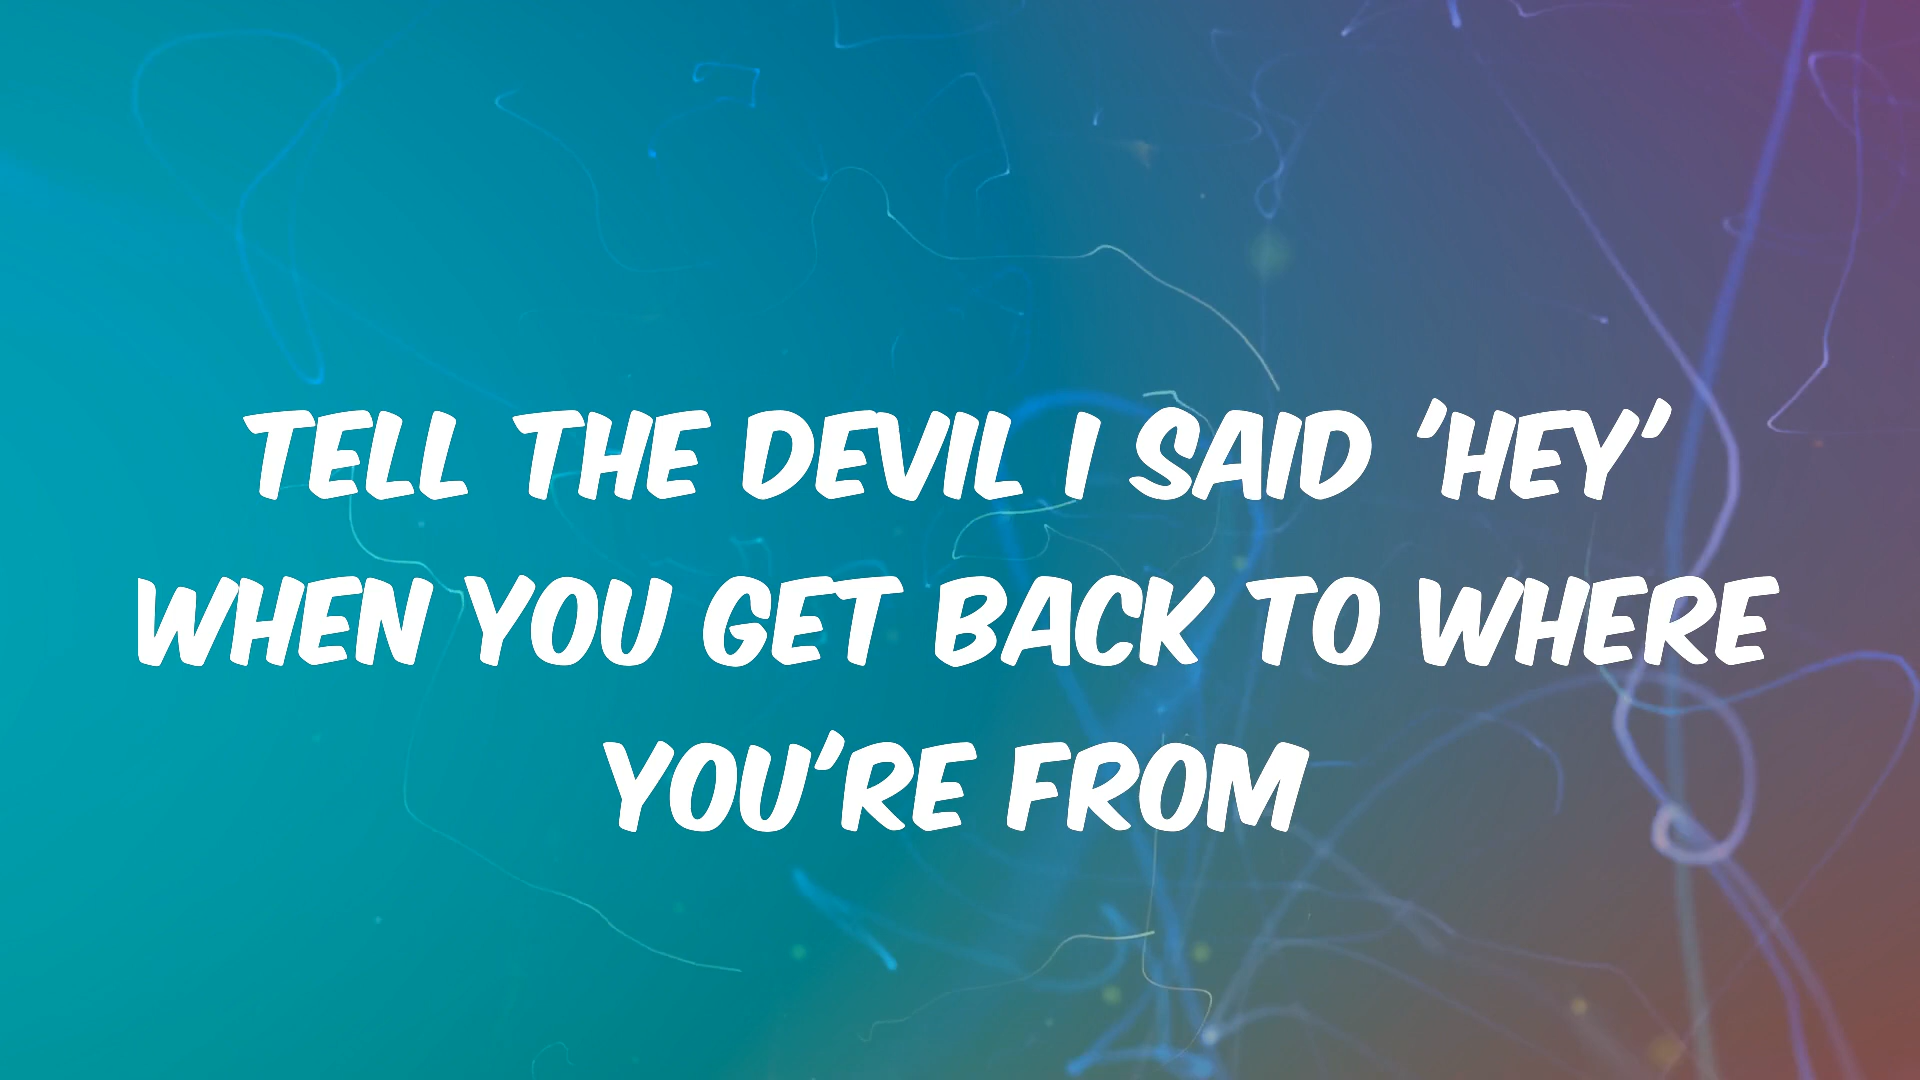 TELL THE DEVIL I SAID 'HEY'
WHEN YOU GET BACK TO WHERE
YOU'RE FROM